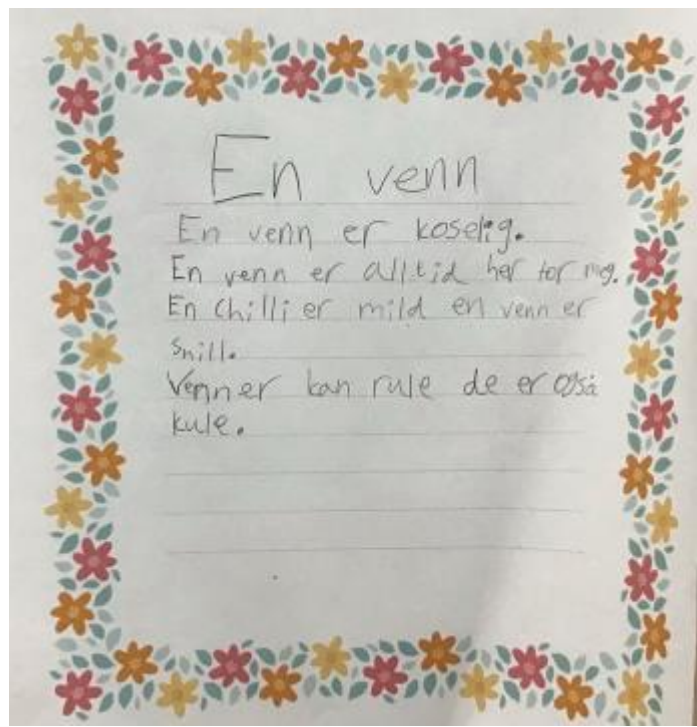 En venn
En venn er koselig.
En venn er alltid her for meg.
En chilli er mild en venn er
snill.
Venner kan rule de er også
kule.